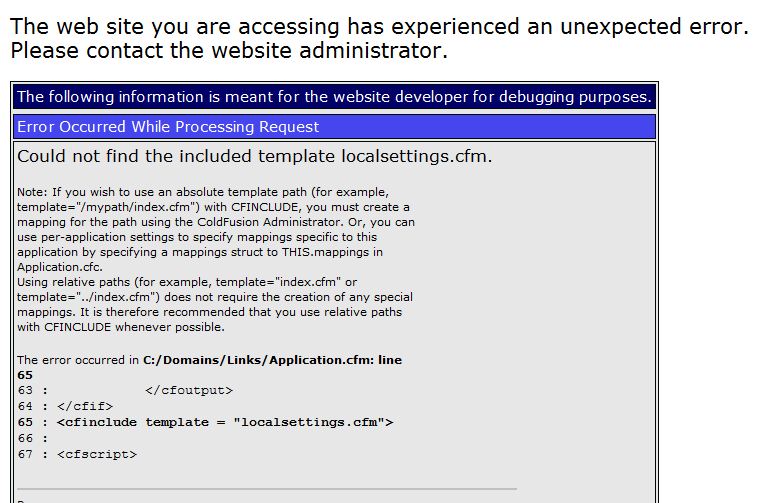 The web site you are accessing has experienced an unexpected error.
Please contact the website administrator.
The following information is meant for the website developer for debugging purposes.
Error Occurred While Processing Request
Could not find the included template localsettings.cfm.
Note: If you wish to use an absolute template path (for example,
template="/mypath/index.cfm") with CFINCLUDE, you must create a
mapping for the path using the ColdFusion Administrator. Or, you can
use per-application settings to specify mappings specific to this
application by specifying a mappings struct to THIS.mappings in
Application.cfc.
Using relative paths (for example, template="index.cfm" or
template="../index.cfm") does not require the creation of any special
mappings. It is therefore recommended that you use relative paths
with CFINCLUDE whenever possible.
The error occurred in C:/Domains/Links/Application.cfm: line
65
63 : </cfoutput>
64 : </cfif>
65 : <cfinclude template = "localsettings.cfm">
66 :
67 : <cfscript>